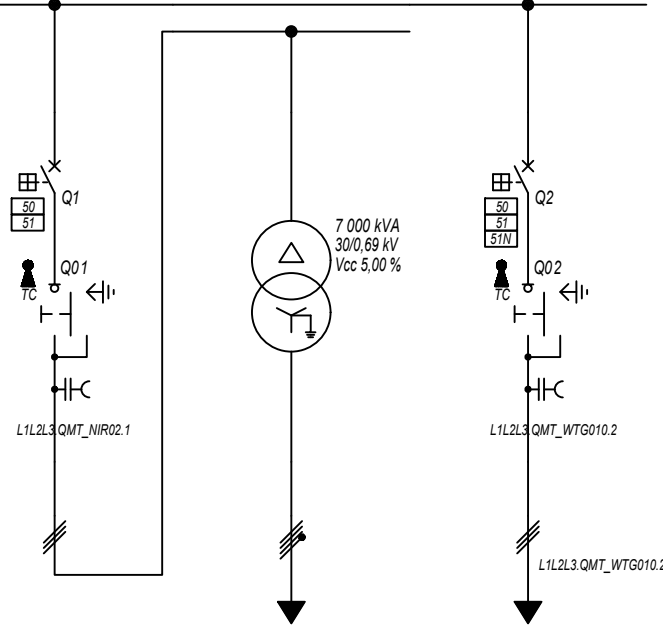 Q1
50
51
Q01
TC
L1L2L3.QMT_NIR02.1
7 000 kVA
30/0,69 kV
Vcc 5,00 %
Q2
50
51
51N
Q02
TC
L1L2L3.QMT_WTG010.2
L1L2L3.QMT_WTG010.2